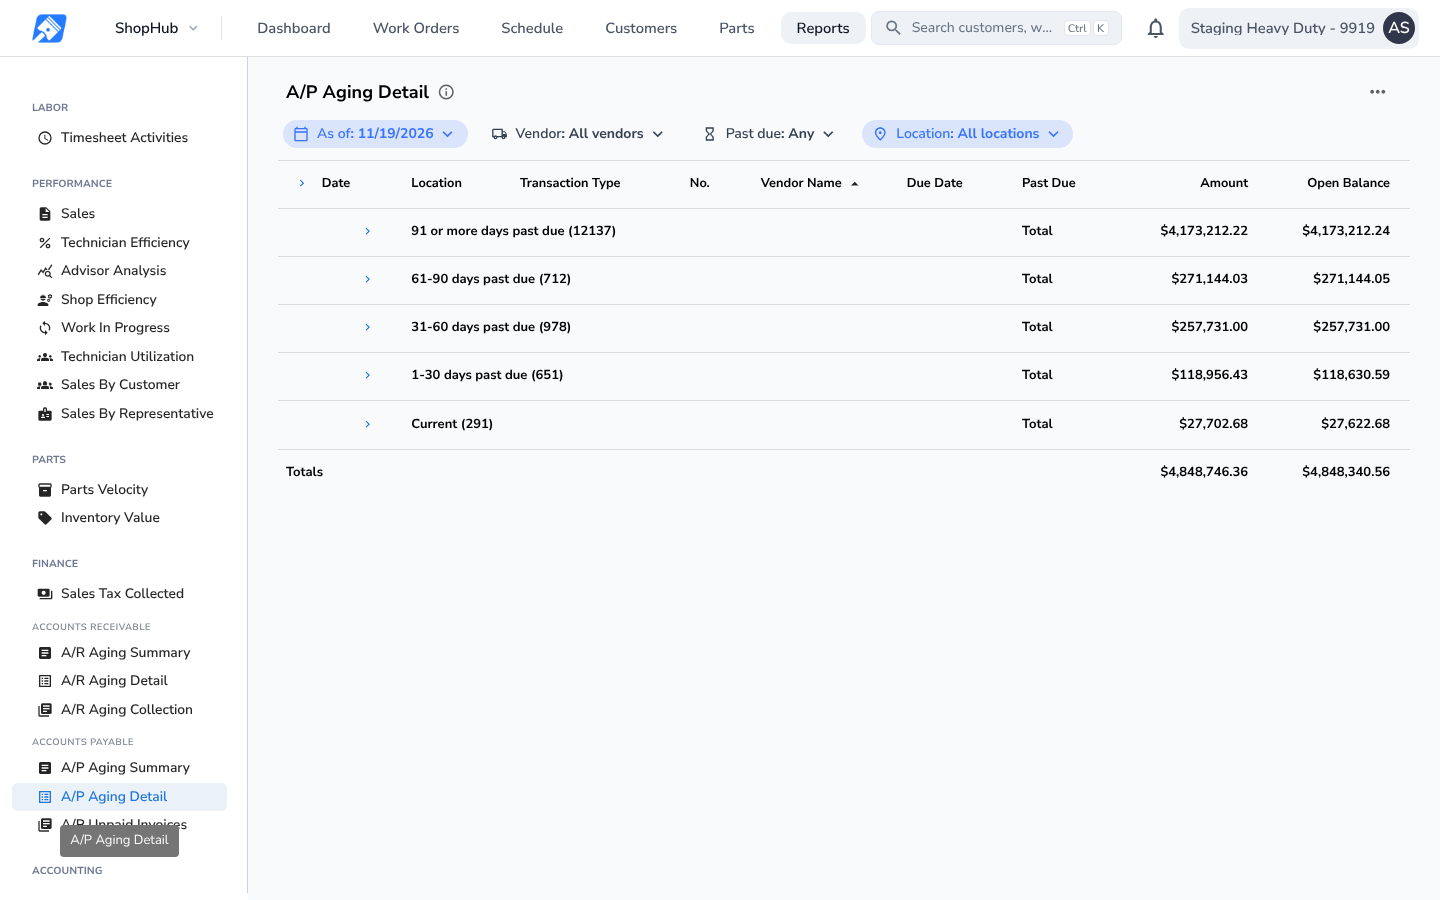 ShopHub
Dashboard
Work Orders
Schedule
Customers
Parts
Reports
Search customers, w...
Ctrl
K
Staging Heavy Duty - 9919
AS
LABOR
Timesheet Activities
PERFORMANCE
Sales
Technician Efficiency
Advisor Analysis
Shop Efficiency
Work In Progress
Technician Utilization
Sales By Customer
Sales By Representative
PARTS
Parts Velocity
Inventory Value
FINANCE
Sales Tax Collected
ACCOUNTS RECEIVABLE
A/R Aging Summary
A/R Aging Detail
A/R Aging Collection
ACCOUNTS PAYABLE
A/P Aging Summary
A/P Aging Detail
A/P Unpaid Invoices
A/P Aging Detail
ACCOUNTING
A/P Aging Detail
As of: 11/19/2026
Vendor: All vendors
Past due: Any
Location: All locations
Date Location Transaction Type No. Vendor Name Due Date Past Due Amount Open Balance
91 or more days past due (12137) Total $4,173,212.22 $4,173,212.24
61-90 days past due (712) Total $271,144.03 $271,144.05
31-60 days past due (978) Total $257,731.00 $257,731.00
1-30 days past due (651) Total $118,956.43 $118,630.59
Current (291) Total $27,702.68 $27,622.68
Totals $4,848,746.36 $4,848,340.56